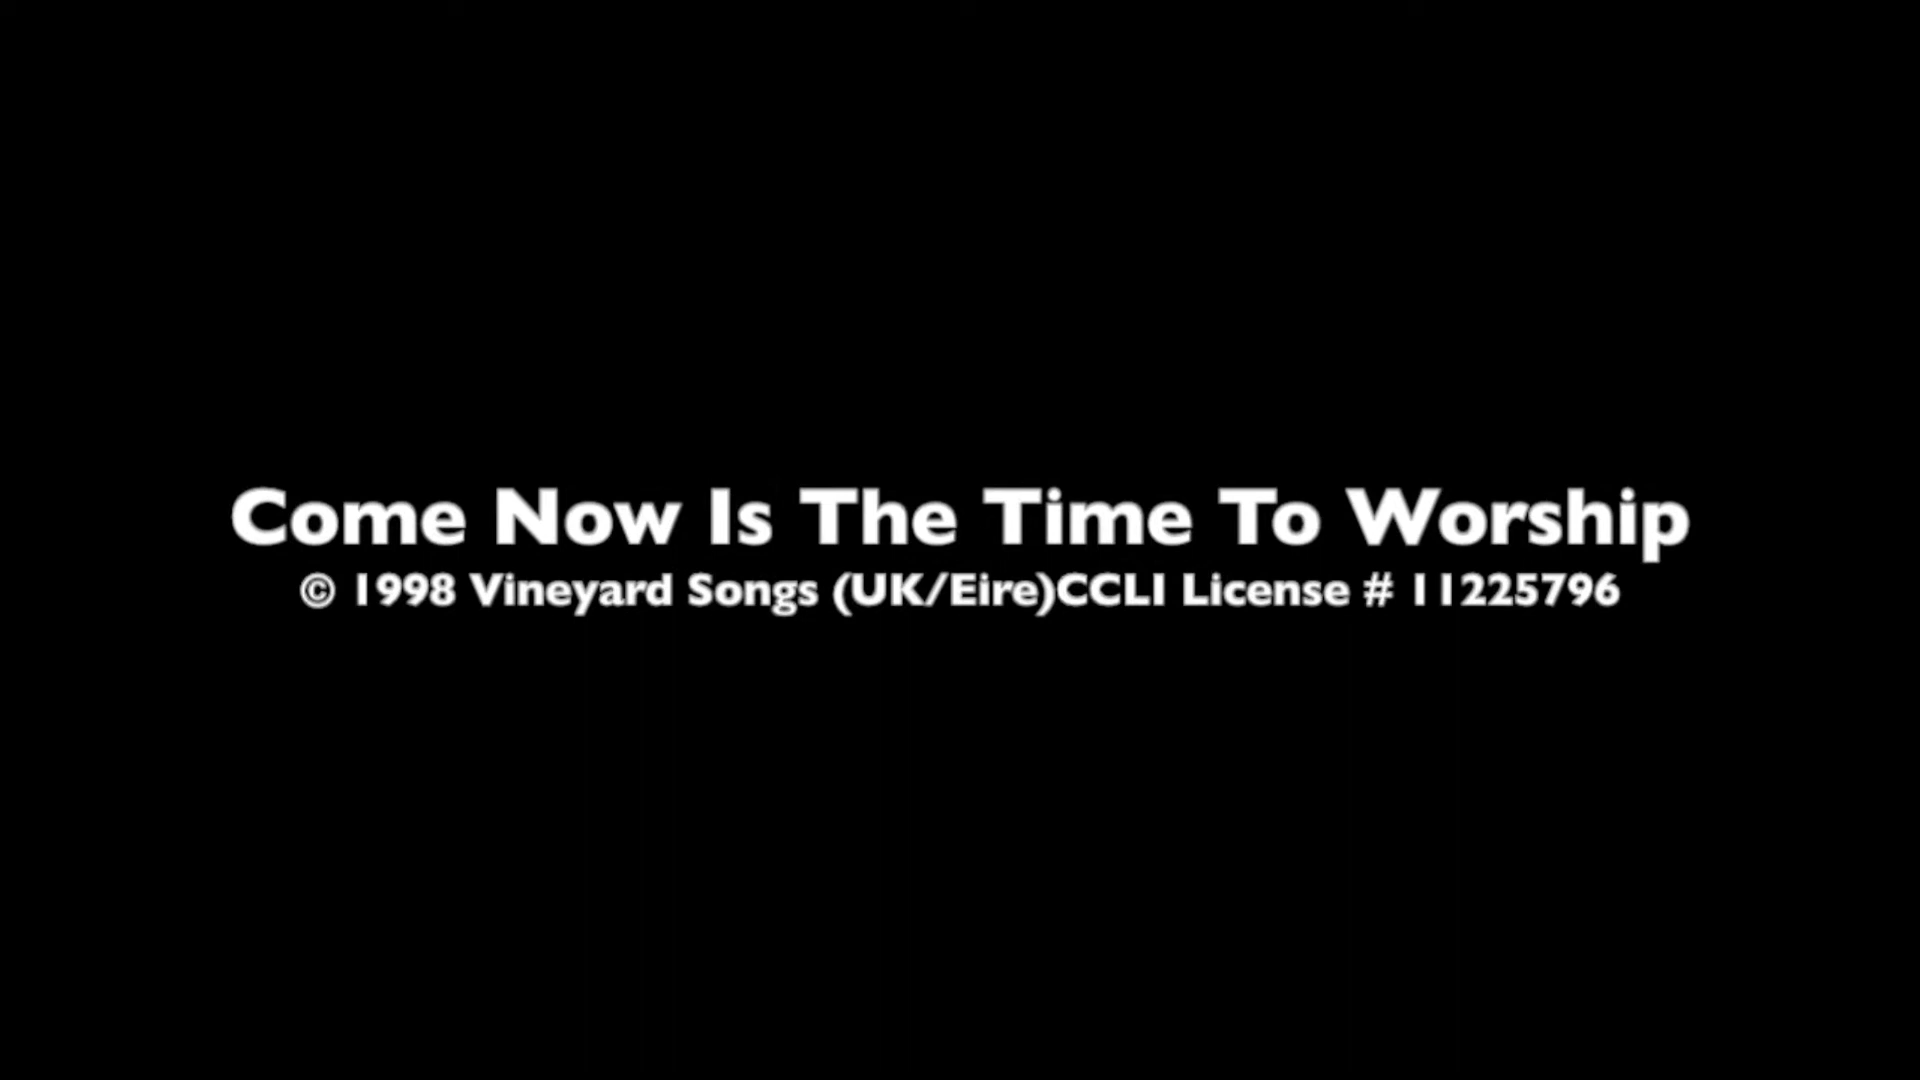 Come Now Is The Time To Worship
© 1998 Vineyard Songs (UK/Eire)CCLI License # 11225796